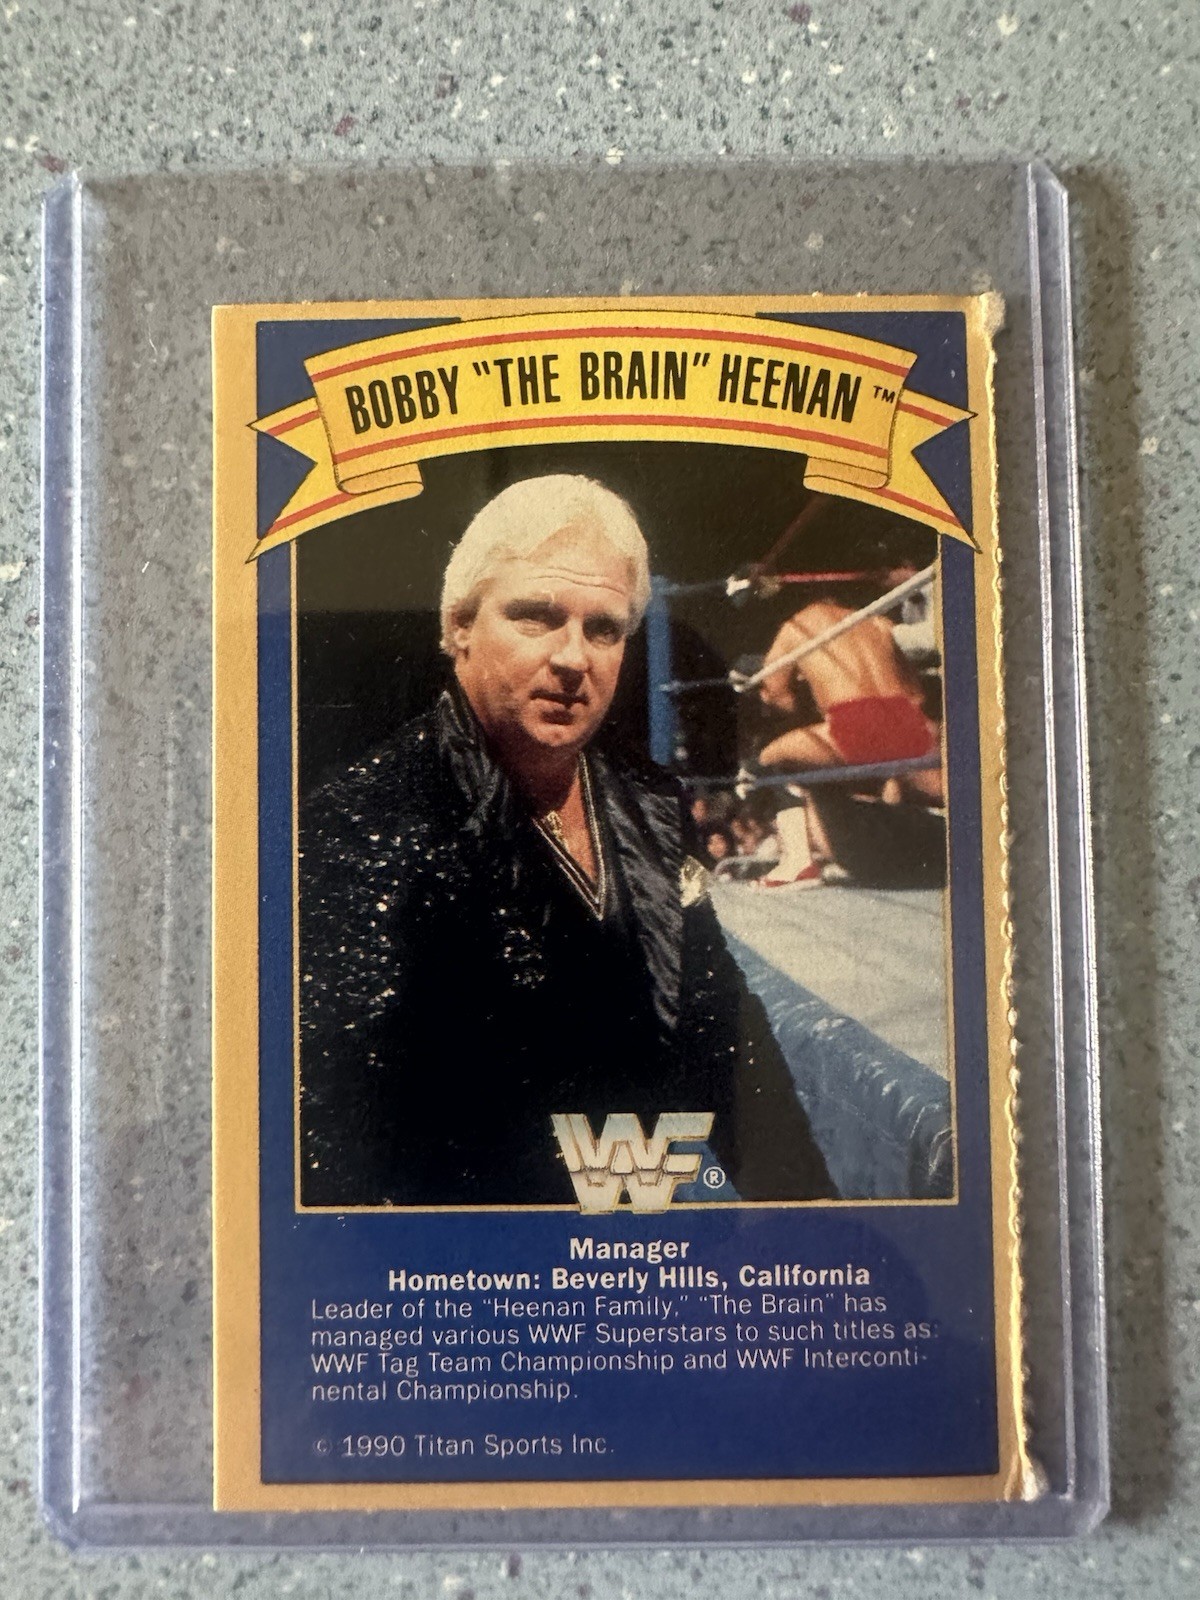 BOBBY "THE BRAIN" HEENAN ™
WWF ®
Manager
Hometown: Beverly Hills, California
Leader of the "Heenan Family," "The Brain" has
managed various WWF Superstars to such titles as:
WWF Tag Team Championship and WWF Interconti-
nental Championship.
© 1990 Titan Sports Inc.